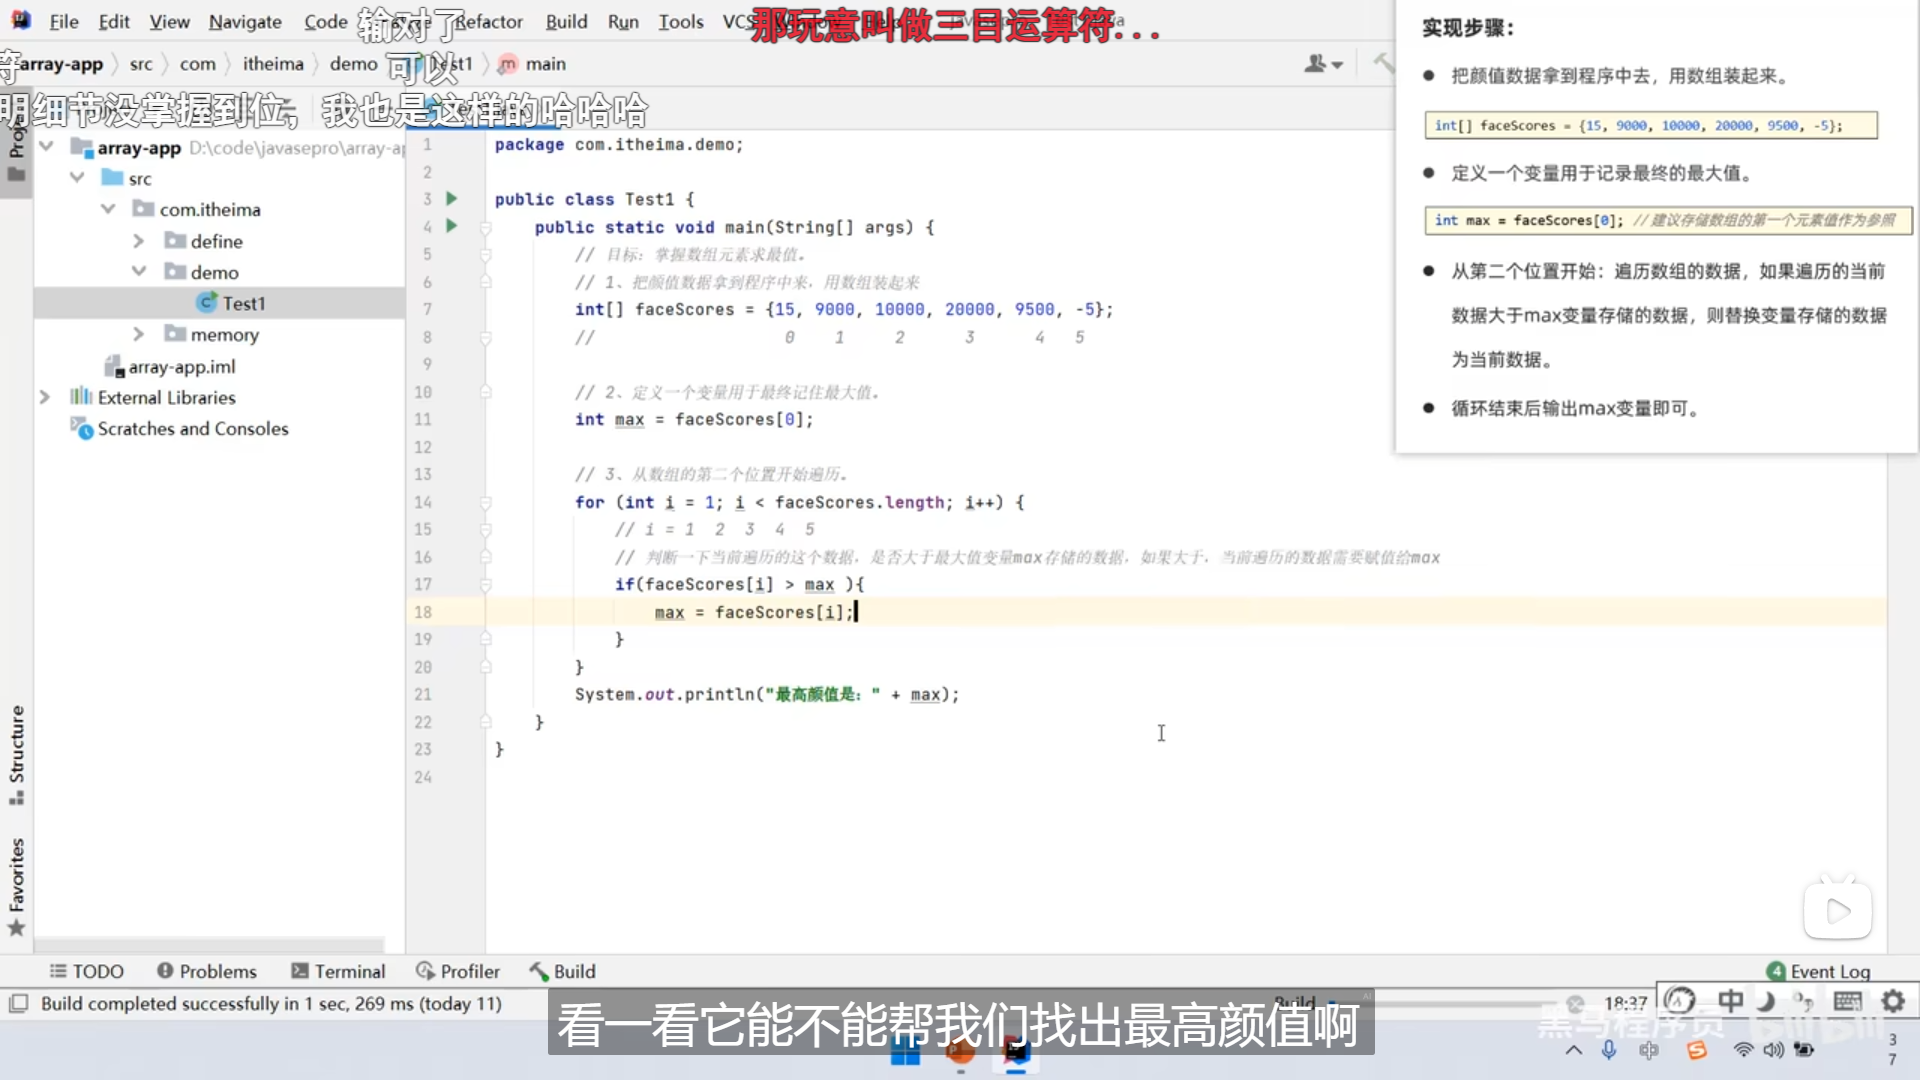 File Edit View Navigate Code Refactor Build Run Tools VCS Window
输对了
那玩意叫做三目运算符...
符
可以
array-app src com itheima demo Test1 main
明细节没掌握到位，我也是这样的哈哈哈
array-app D:\code\javasepro\array-a
src
com.itheima
define
demo
Test1
memory
array-app.iml
External Libraries
Scratches and Consoles
Structure
Favorites
1 package com.itheima.demo;
2
3 public class Test1 {
4 public static void main(String[] args) {
5 // 目标：掌握数组元素求最值。
6 // 1、把颜值数据拿到程序中来，用数组装起来
7 int[] faceScores = {15, 9000, 10000, 20000, 9500, -5};
8 // 0 1 2 3 4 5
9
10 // 2、定义一个变量用于最终记住最大值。
11 int max = faceScores[0];
12
13 // 3、从数组的第二个位置开始遍历。
14 for (int i = 1; i < faceScores.length; i++) {
15 // i = 1 2 3 4 5
16 // 判断一下当前遍历的这个数据，是否大于最大值变量max存储的数据，如果大于，当前遍历的数据需要赋值给max
17 if(faceScores[i] > max ){
18 max = faceScores[i];
19 }
20 }
21 System.out.println("最高颜值是：" + max);
22 }
23 }
24
实现步骤：
把颜值数据拿到程序中去，用数组装起来。
int[] faceScores = {15, 9000, 10000, 20000, 9500, -5};
定义一个变量用于记录最终的最大值。
int max = faceScores[0]; //建议存储数组的第一个元素值作为参照
从第二个位置开始：遍历数组的数据，如果遍历的当前
数据大于max变量存储的数据，则替换变量存储的数据
为当前数据。
循环结束后输出max变量即可。
TODO Problems Terminal Profiler Build
4 Event Log
Build completed successfully in 1 sec, 269 ms (today 11)
Build
18:37
中
看一看它能不能帮我们找出最高颜值啊
黑马程序员
bilibili
3
7